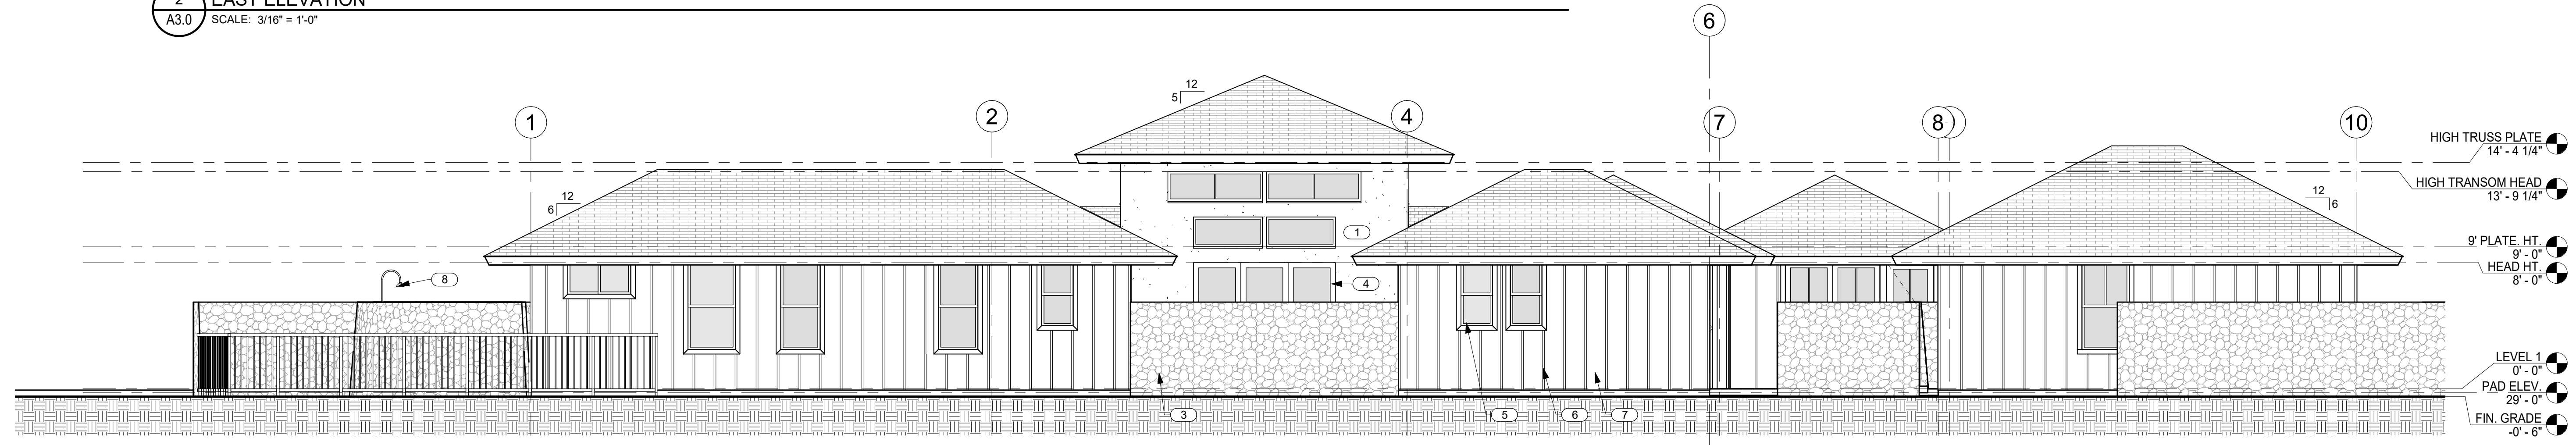 2
EAST ELEVATION
A3.0
SCALE: 3/16" = 1'-0"
6
12
5
1
2
4
7
8
10
HIGH TRUSS PLATE
14' - 4 1/4"
HIGH TRANSOM HEAD
13' - 9 1/4"
12
6
12
6
1
9' PLATE. HT.
9' - 0"
HEAD HT.
8' - 0"
8
4
LEVEL 1
0' - 0"
PAD ELEV.
29' - 0"
3
5
6
7
FIN. GRADE
-0' - 6"